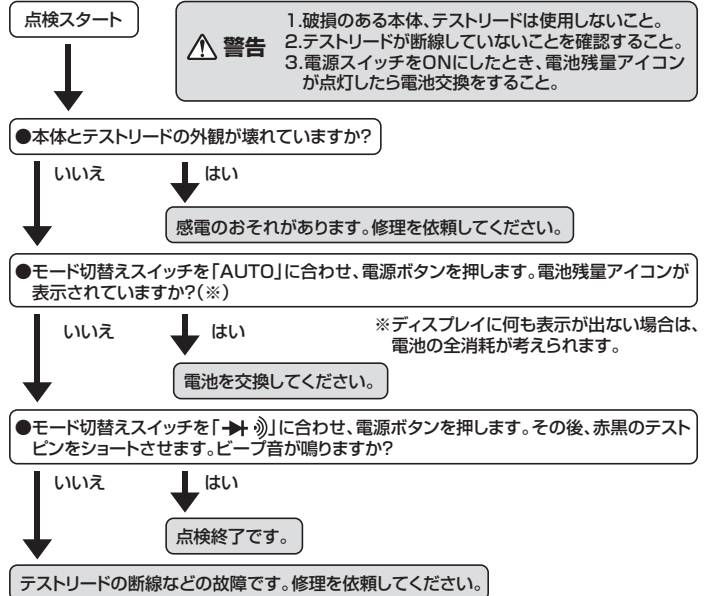 点検スタート
警告
1.破損のある本体、テストリードは使用しないこと。
2.テストリードが断線していないことを確認すること。
3.電源スイッチをONにしたとき、電池残量アイコン
が点灯したら電池交換をすること。
●本体とテストリードの外観が壊れていますか?
いいえ
はい
感電のおそれがあります。修理を依頼してください。
●モード切替えスイッチを「AUTO」に合わせ、電源ボタンを押します。電池残量アイコンが
表示されていますか?(※)
いいえ
はい
※ディスプレイに何も表示が出ない場合は、
電池の全消耗が考えられます。
電池を交換してください。
●モード切替えスイッチを「」に合わせ、電源ボタンを押します。その後、赤黒のテスト
ピンをショートさせます。ビープ音が鳴りますか?
いいえ
はい
点検終了です。
テストリードの断線などの故障です。修理を依頼してください。